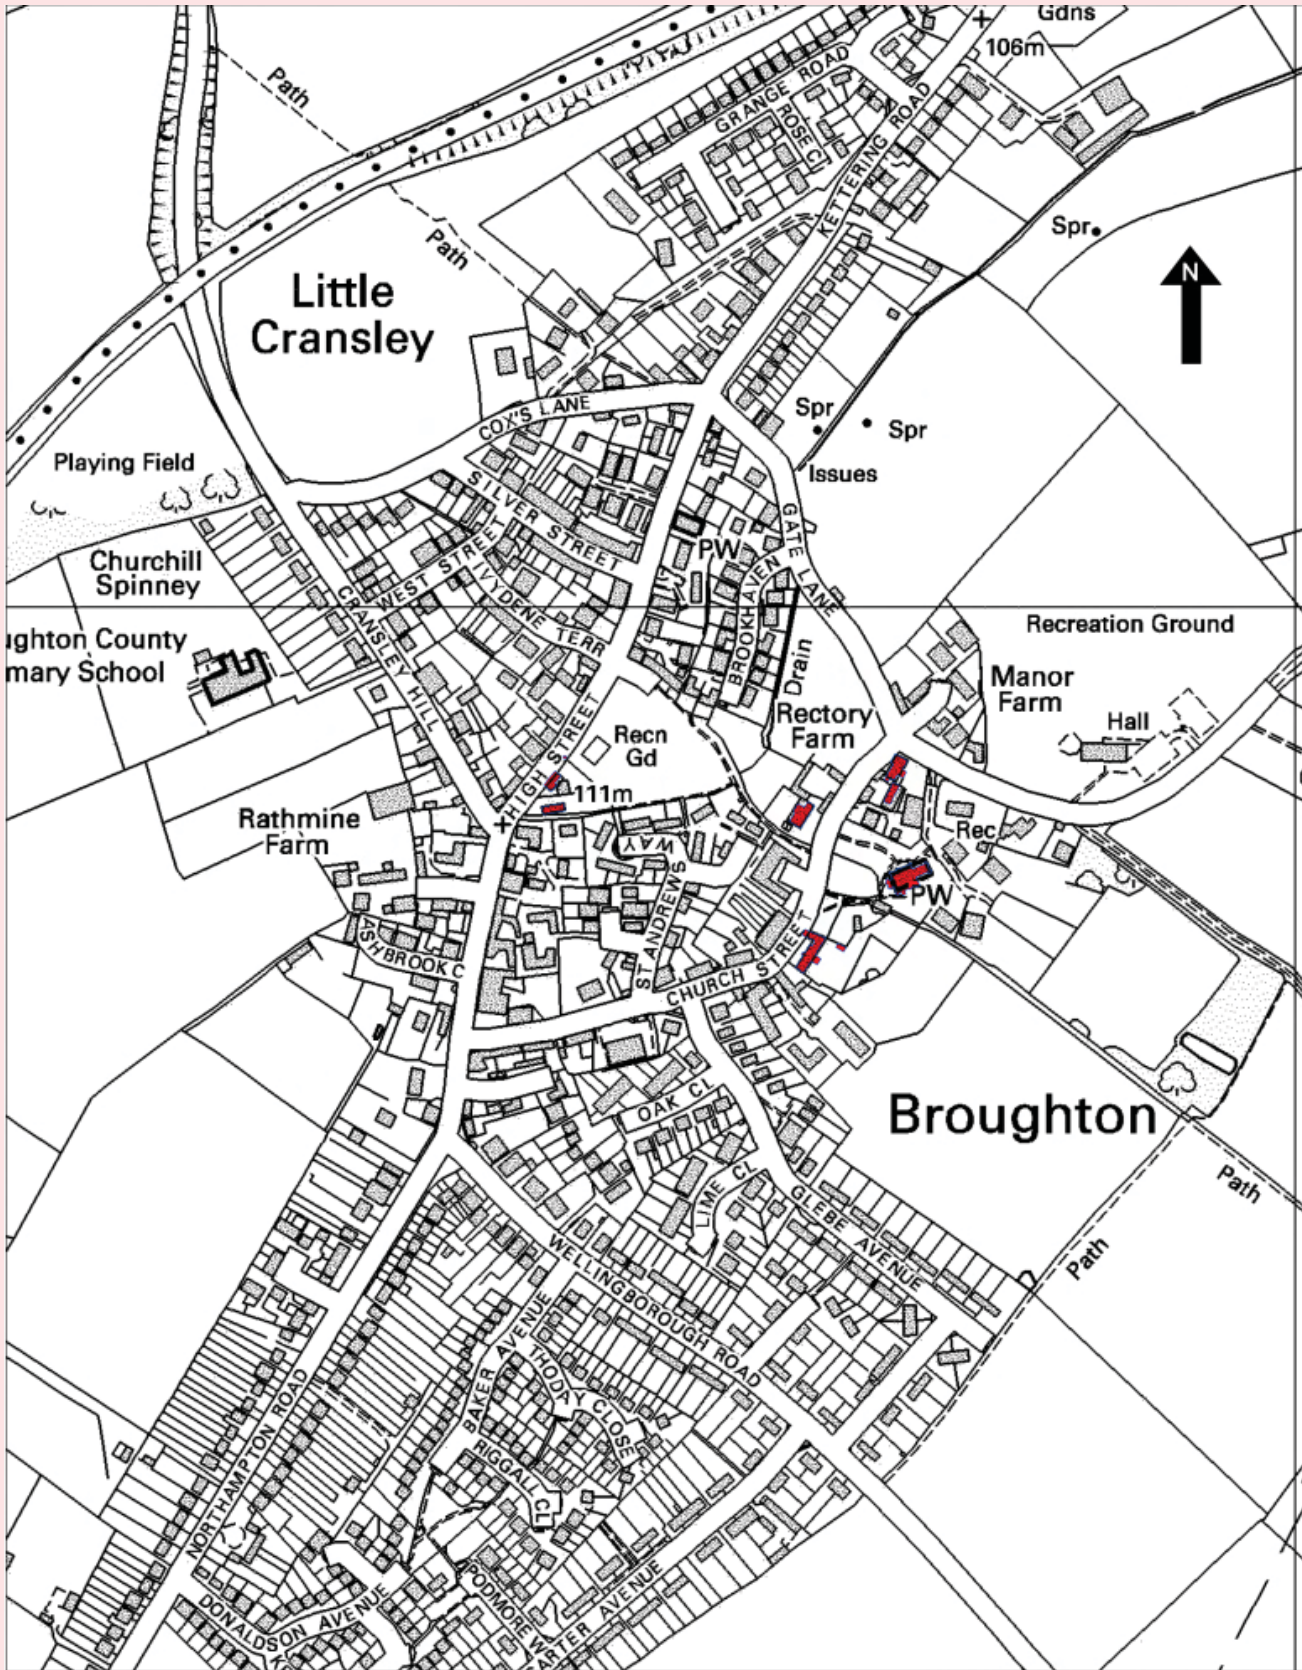 Gdns
106m
Path
GRANGE ROAD
ROSE CL
KETTERING ROAD
Spr
N
Path
Little
Cransley
COX'S LANE
Spr
Spr
Issues
Playing Field
SILVER STREET
GATE LANE
PW
Churchill
Spinney
WEST STREET
IVYDENE TERR
BROOKHAVEN
CRANSLEY HILL
Recreation Ground
ughton County
mary School
Drain
Manor
Farm
Rectory
Farm
Hall
HIGH STREET
Recn
Gd
111m
Rathmine
Farm
Rec
WAY
ST ANDREWS
PW
ASHBROOK C
CHURCH STREET
Broughton
OAK CL
LIME CL
Path
GLEBE AVENUE
Path
WELLINGBOROUGH ROAD
BAKER AVENUE
THODAY CLOSE
NORTHAMPTON ROAD
RIGGALL CL
PODMORE W
DONALDSON AVENUE
ARTER AVENUE